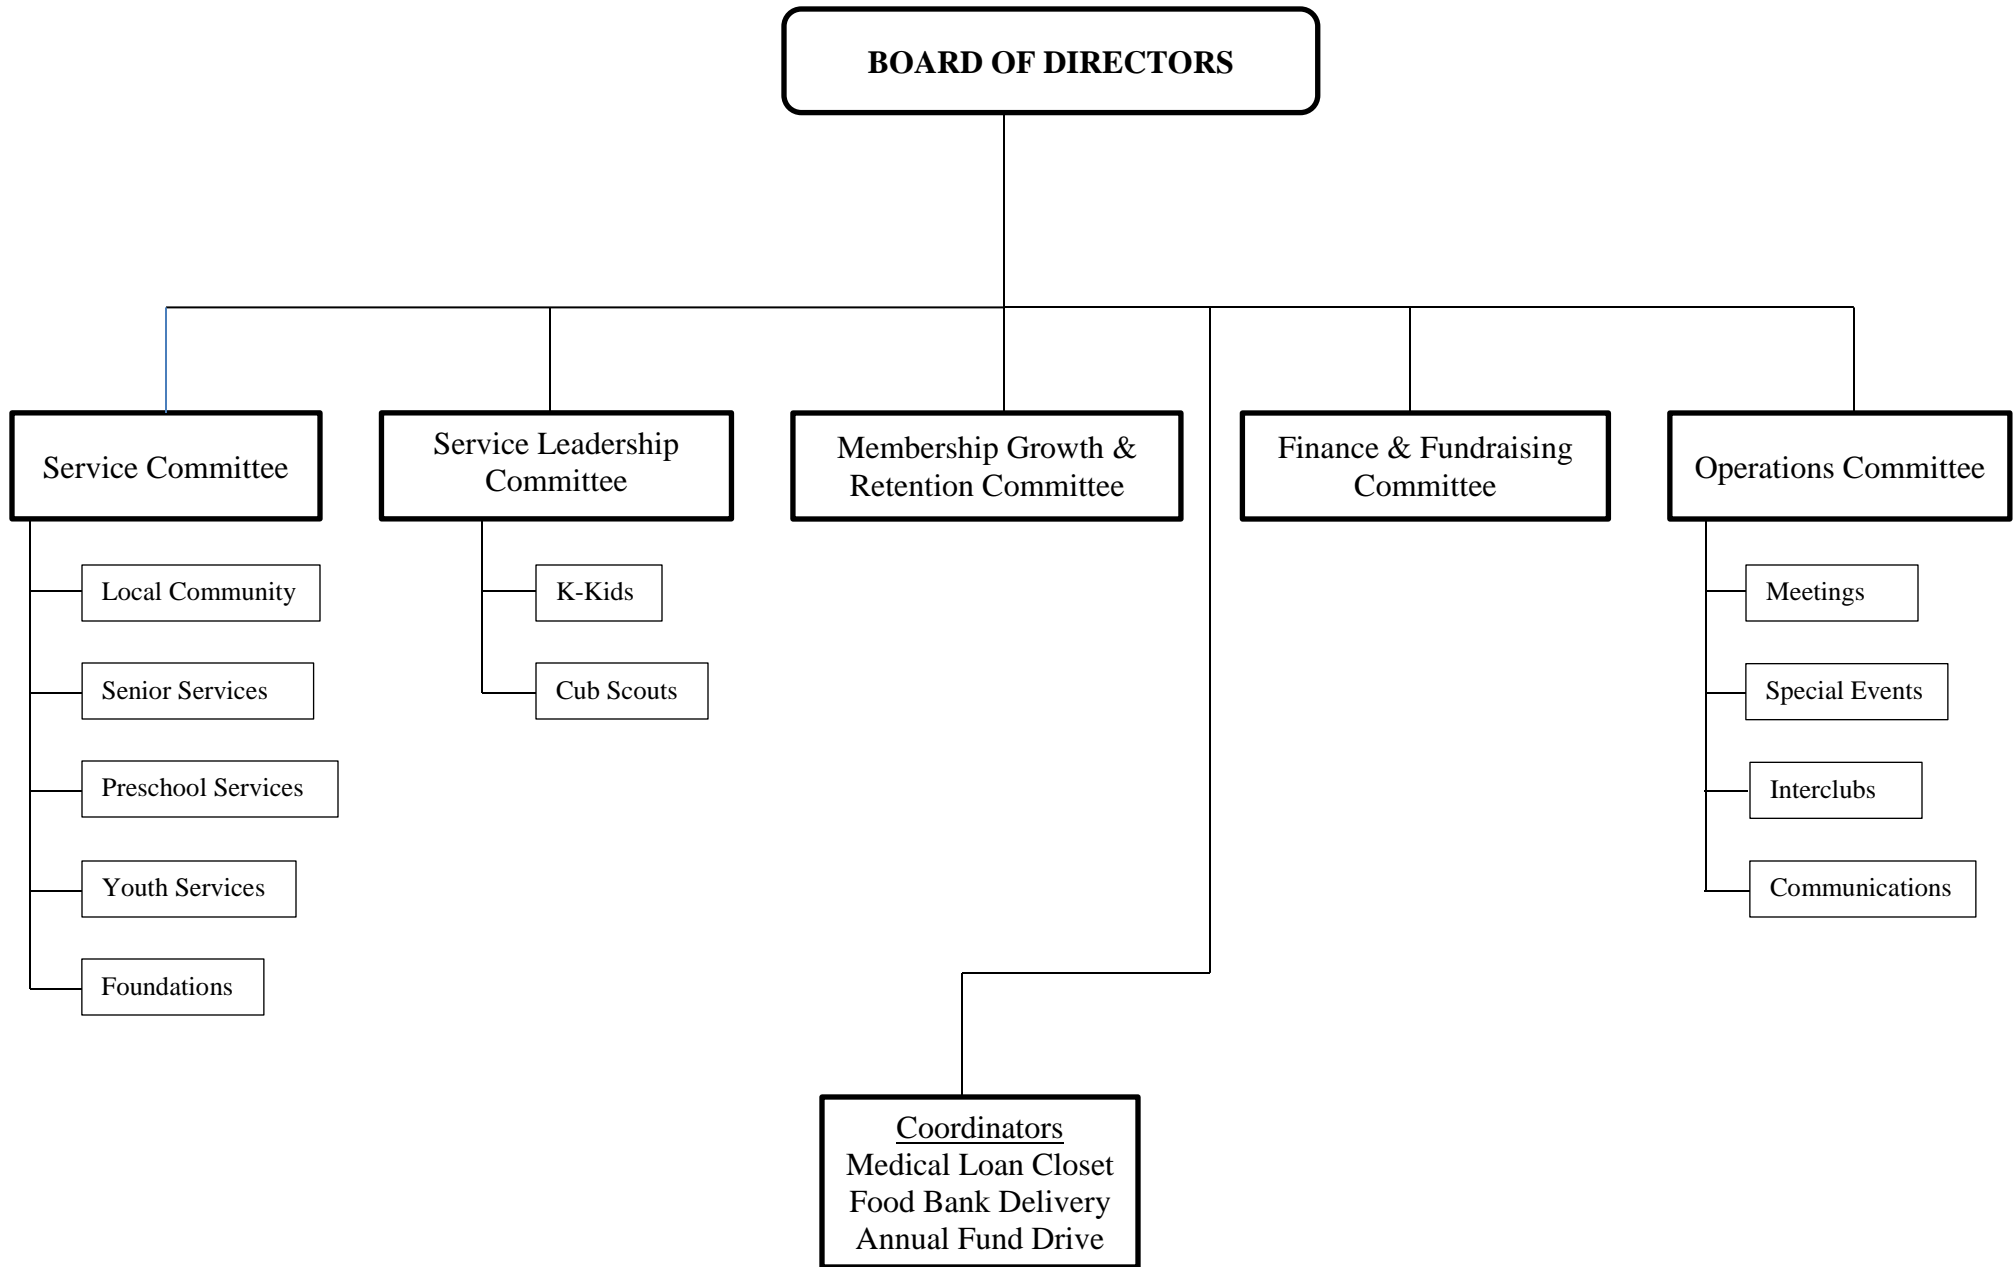 BOARD OF DIRECTORS
Service Committee
Service Leadership
Committee
Membership Growth &
Retention Committee
Finance & Fundraising
Committee
Operations Committee
Local Community
Senior Services
Preschool Services
Youth Services
Foundations
K-Kids
Cub Scouts
Meetings
Special Events
Interclubs
Communications
Coordinators
Medical Loan Closet
Food Bank Delivery
Annual Fund Drive